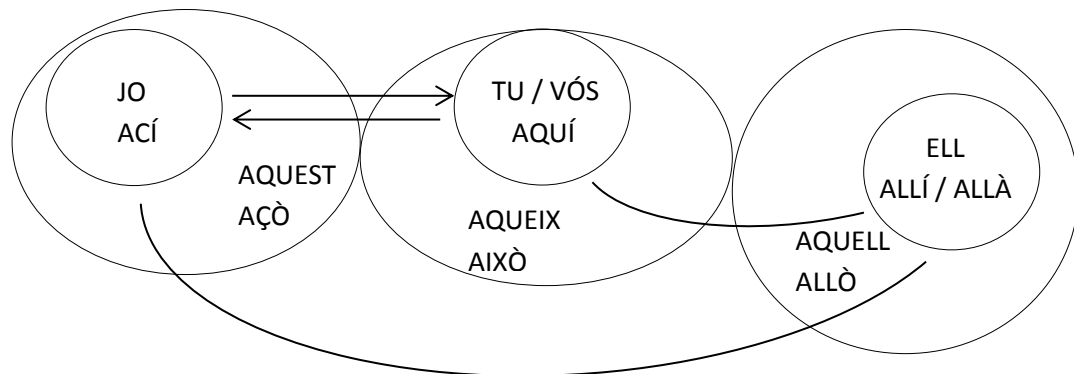 JO
ACÍ
AQUEST
AÇÒ
TU / VÓS
AQUÍ
AQUEIX
AIXÒ
ELL
ALLÍ / ALLÀ
AQUELL
ALLÒ